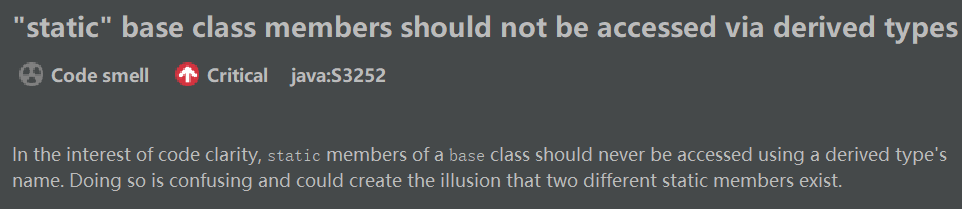 "static" base class members should not be accessed via derived types
Code smell Critical java:S3252
In the interest of code clarity, static members of a base class should never be accessed using a derived type's
name. Doing so is confusing and could create the illusion that two different static members exist.